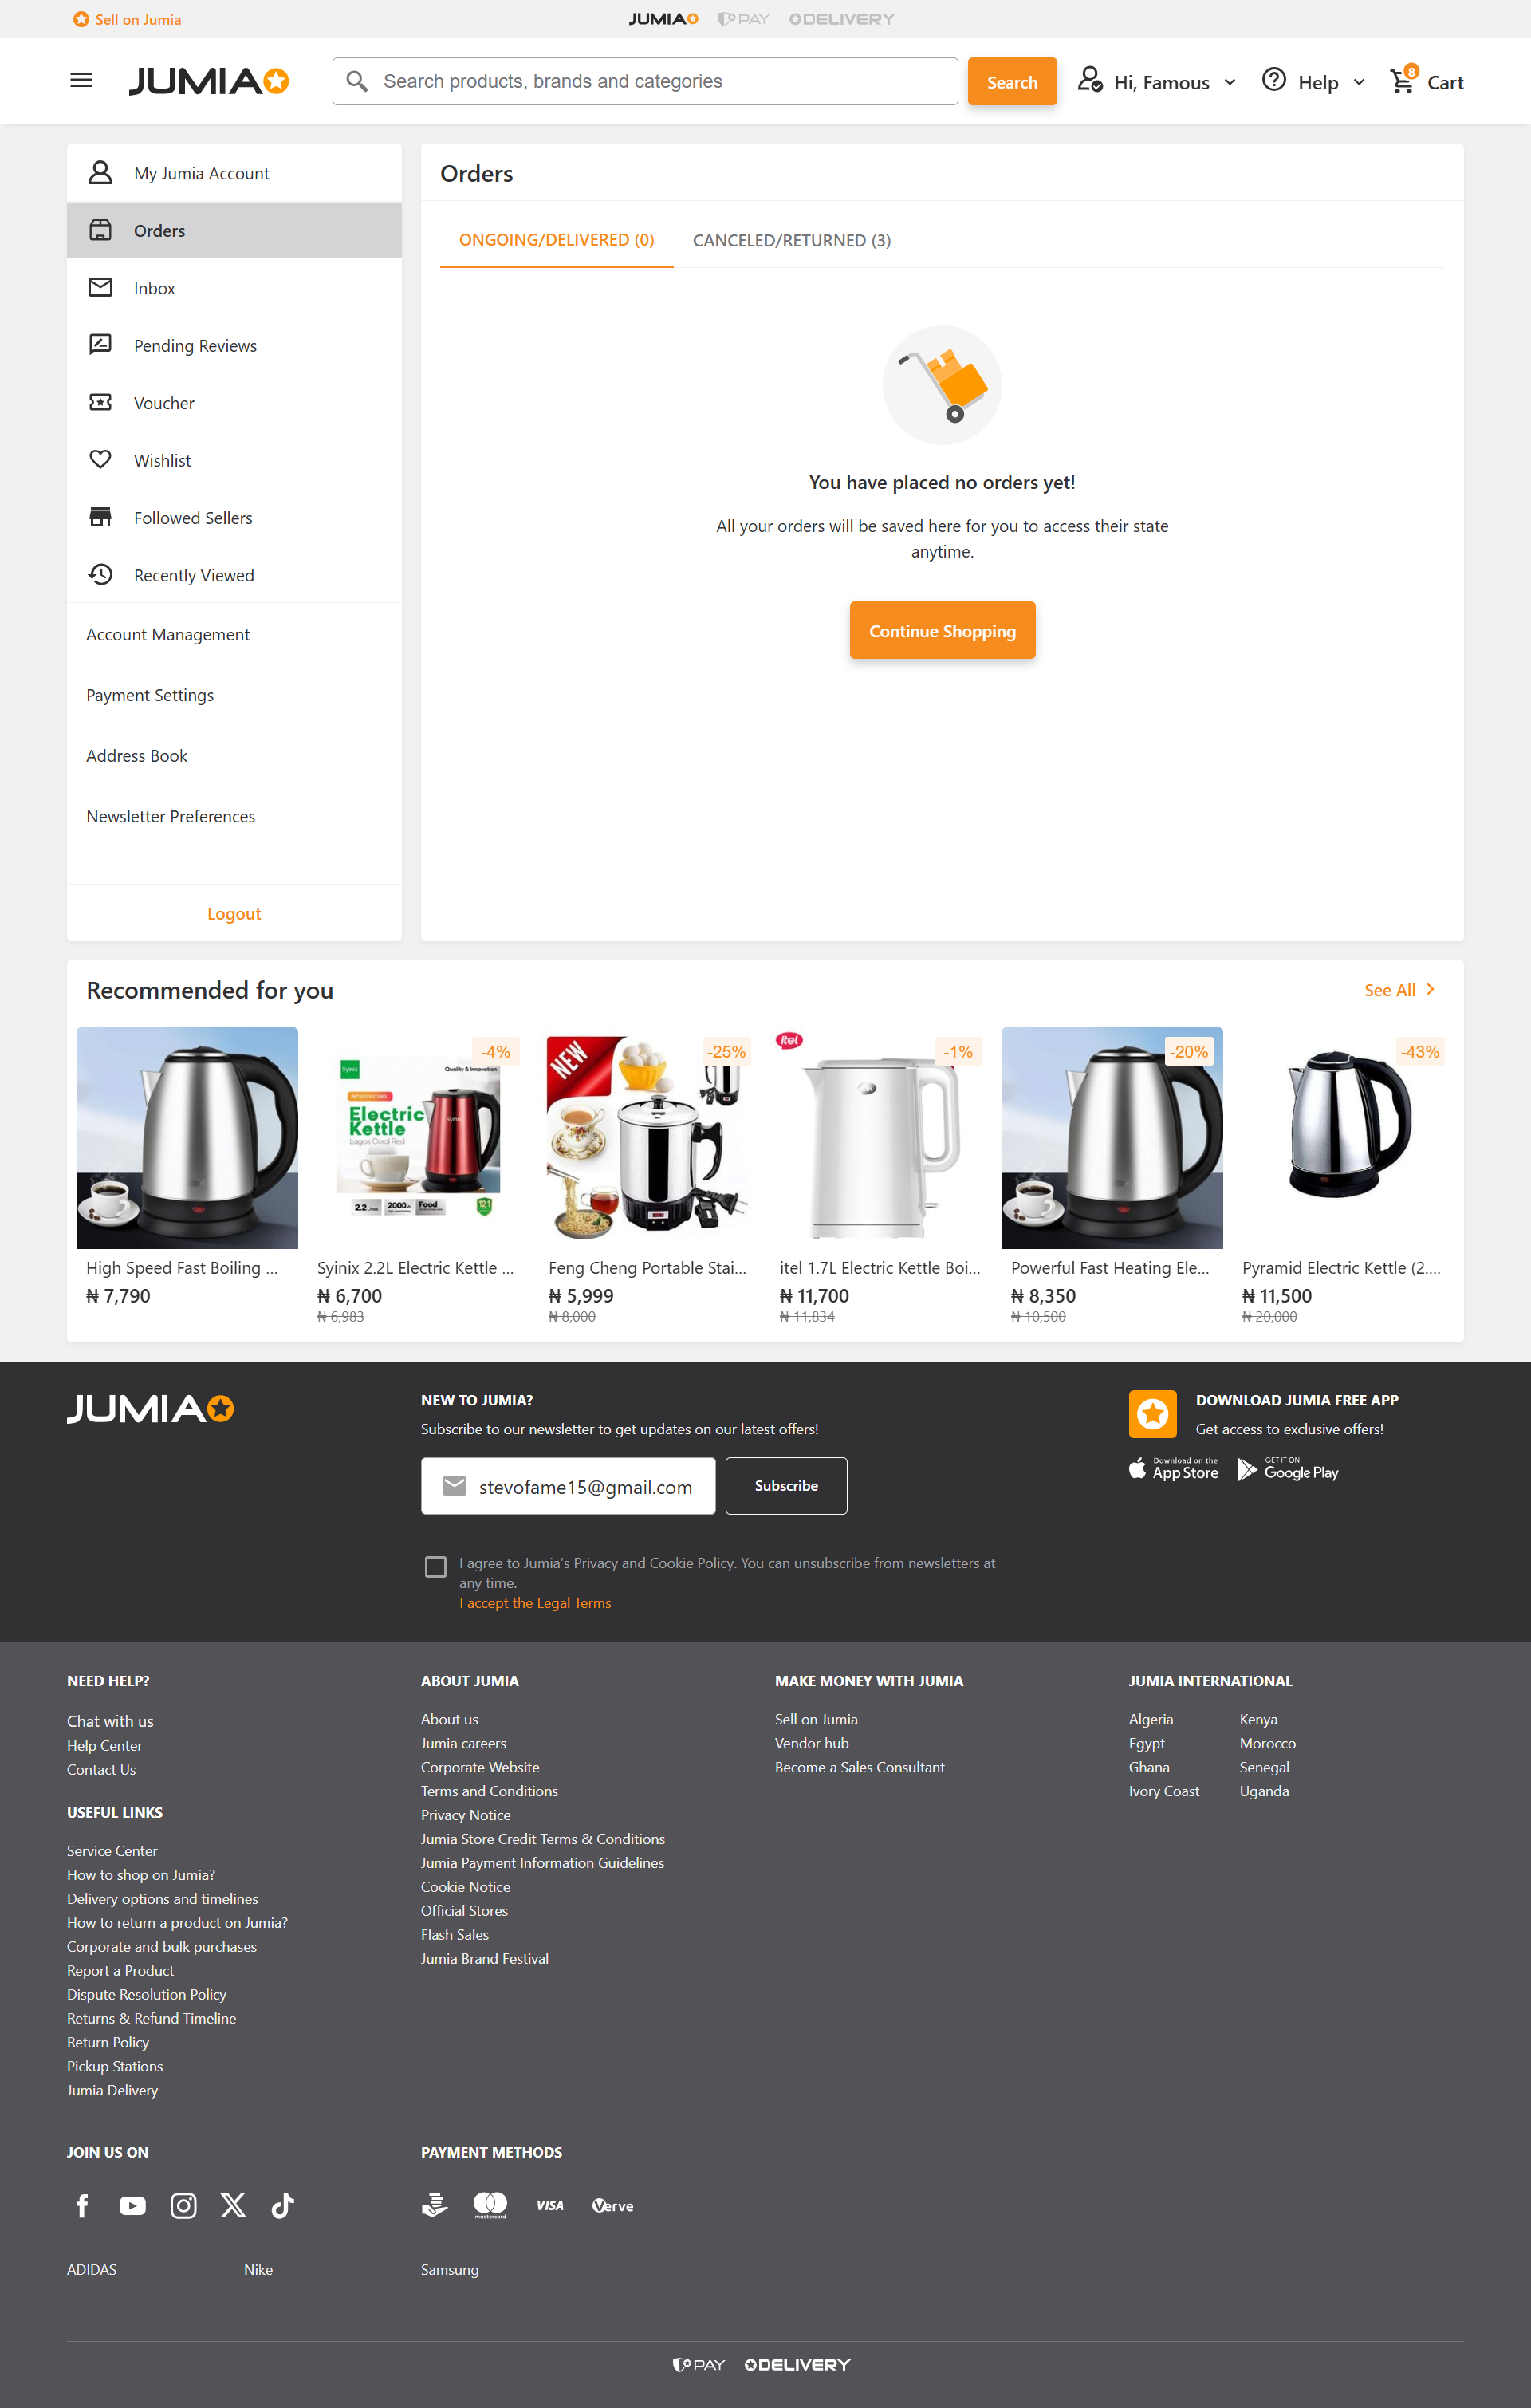 Sell on Jumia
JUMIA PAY DELIVERY
JUMIA
Search products, brands and categories
Search
Hi, Famous
Help
8
Cart
My Jumia Account
Orders
Inbox
Pending Reviews
Voucher
Wishlist
Followed Sellers
Recently Viewed
Account Management
Payment Settings
Address Book
Newsletter Preferences
Logout
Orders
ONGOING/DELIVERED (0) CANCELED/RETURNED (3)
You have placed no orders yet!
All your orders will be saved here for you to access their state
anytime.
Continue Shopping
Recommended for you
See All
High Speed Fast Boiling ...
₦ 7,790
-4%
Syinix
Quality & Innovation
INTRODUCING
Electric
Kettle
Lagos Coral Red
Syinix
2.2 Litres 2000w Food
Syinix 2.2L Electric Kettle ...
₦ 6,700
₦ 6,983
-25%
NEW
Feng Cheng Portable Stai...
₦ 5,999
₦ 8,000
-1%
itel
itel 1.7L Electric Kettle Boi...
₦ 11,700
₦ 11,834
-20%
Powerful Fast Heating Ele...
₦ 8,350
₦ 10,500
-43%
Pyramid Electric Kettle (2....
₦ 11,500
₦ 20,000
JUMIA
NEW TO JUMIA?
Subscribe to our newsletter to get updates on our latest offers!
stevofame15@gmail.com
Subscribe
I agree to Jumia's Privacy and Cookie Policy. You can unsubscribe from newsletters at
any time.
I accept the Legal Terms
DOWNLOAD JUMIA FREE APP
Get access to exclusive offers!
Download on the
App Store
GET IT ON
Google Play
NEED HELP?
Chat with us
Help Center
Contact Us
USEFUL LINKS
Service Center
How to shop on Jumia?
Delivery options and timelines
How to return a product on Jumia?
Corporate and bulk purchases
Report a Product
Dispute Resolution Policy
Returns & Refund Timeline
Return Policy
Pickup Stations
Jumia Delivery
ABOUT JUMIA
About us
Jumia careers
Corporate Website
Terms and Conditions
Privacy Notice
Jumia Store Credit Terms & Conditions
Jumia Payment Information Guidelines
Cookie Notice
Official Stores
Flash Sales
Jumia Brand Festival
MAKE MONEY WITH JUMIA
Sell on Jumia
Vendor hub
Become a Sales Consultant
JUMIA INTERNATIONAL
Algeria
Egypt
Ghana
Ivory Coast
Kenya
Morocco
Senegal
Uganda
JOIN US ON
PAYMENT METHODS
mastercard
VISA
Verve
ADIDAS
Nike
Samsung
PAY DELIVERY